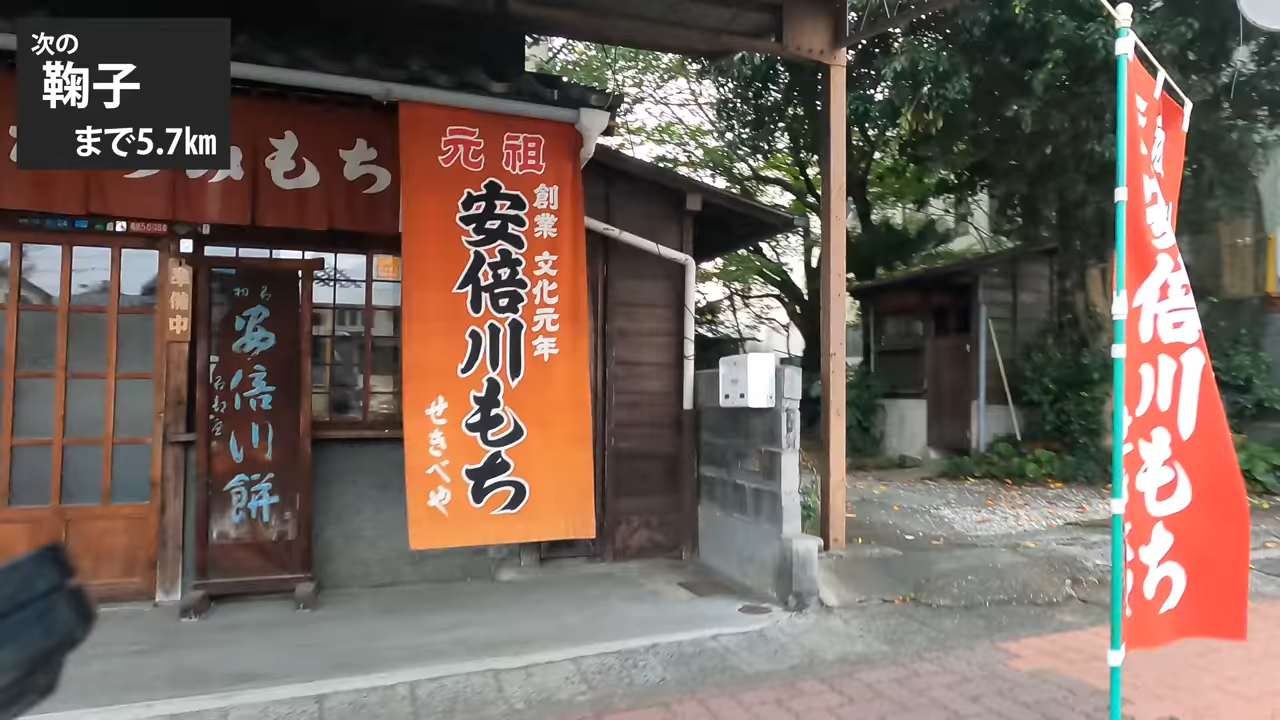 次の
鞠子
まで5.7km
もち
元祖
創業 文化元年
安倍川もち
せきべや
準備中
安倍川餅
倍川もち